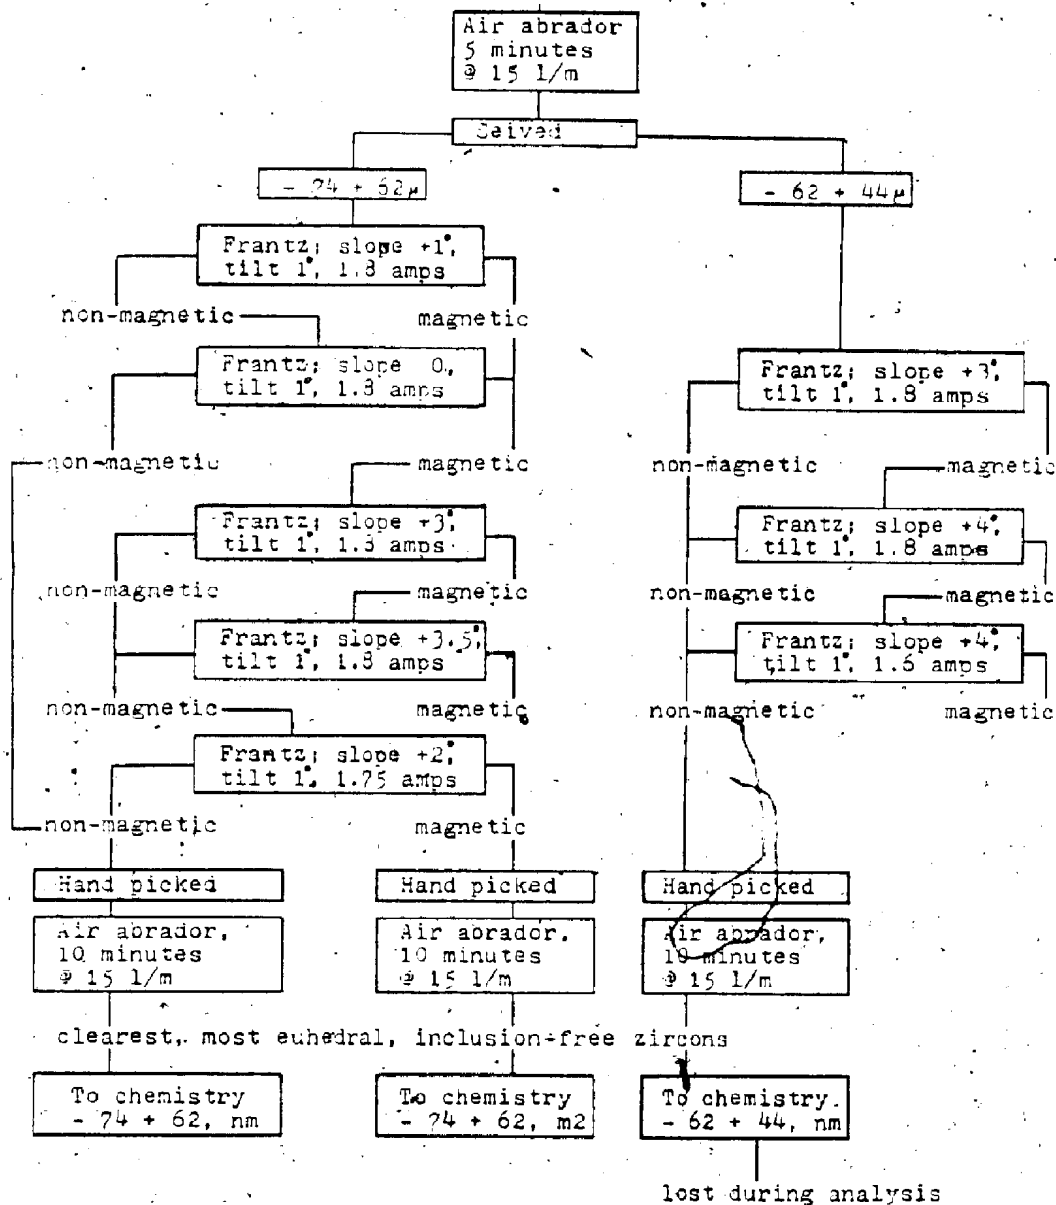 Air abrador
5 minutes
@ 15 l/m
Seived
- 74 + 62μ
- 62 + 44μ
Frantz; slope +1°,
tilt 1°, 1.8 amps
non-magnetic
magnetic
Frantz; slope 0,
tilt 1°, 1.8 amps
Frantz; slope +3°,
tilt 1°, 1.8 amps
non-magnetic
magnetic
non-magnetic
magnetic
Frantz; slope +3°,
tilt 1°, 1.8 amps
Frantz; slope +4°,
tilt 1°, 1.8 amps
non-magnetic
magnetic
non-magnetic
magnetic
Frantz; slope +3.5°,
tilt 1°, 1.8 amps
Frantz; slope +4°,
tilt 1°, 1.6 amps
non-magnetic
magnetic
non-magnetic
magnetic
Frantz; slope +2°,
tilt 1°, 1.75 amps
non-magnetic
magnetic
Hand picked
Hand picked
Hand picked
Air abrador,
10 minutes
@ 15 l/m
Air abrador,
10 minutes
@ 15 l/m
Air abrador,
10 minutes
@ 15 l/m
clearest, most euhedral, inclusion-free zircons
To chemistry
- 74 + 62, nm
To chemistry
- 74 + 62, m2
To chemistry.
- 62 + 44, nm
lost during analysis